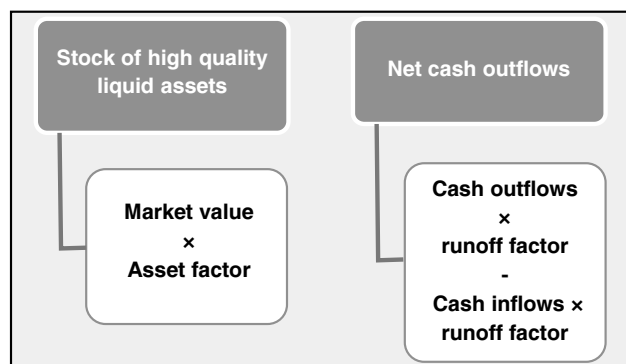 Stock of high quality
liquid assets
Market value
×
Asset factor
Net cash outflows
Cash outflows
×
runoff factor
-
Cash inflows ×
runoff factor